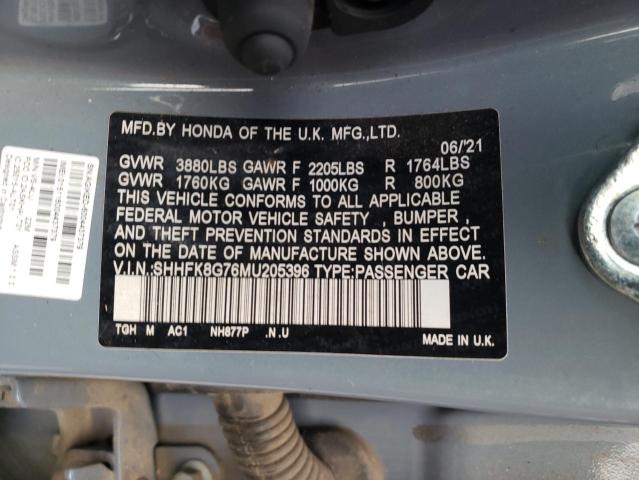 MFD.BY HONDA OF THE U.K. MFG.,LTD.
06/21
GVWR 3880LBS GAWR F 2205LBS R 1764LBS
GVWR 1760KG GAWR F 1000KG R 800KG
THIS VEHICLE CONFORMS TO ALL APPLICABLE
FEDERAL MOTOR VEHICLE SAFETY , BUMPER ,
AND THEFT PREVENTION STANDARDS IN EFFECT
ON THE DATE OF MANUFACTURE SHOWN ABOVE.
V.I.N.:SHHFK8G76MU205396 TYPE:PASSENGER CAR
TGH M AC1 NH877P .N.U
MADE IN U.K.